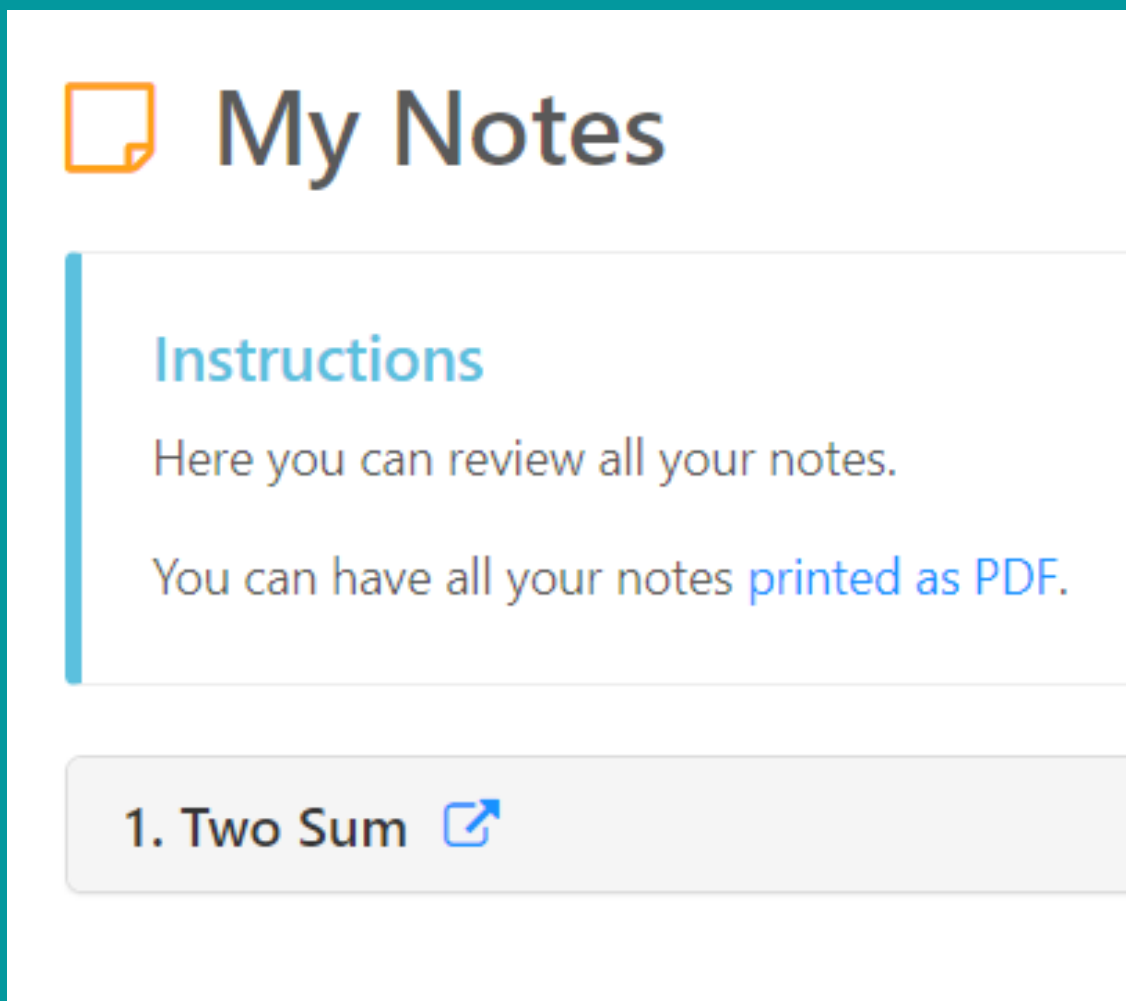 My Notes
Instructions
Here you can review all your notes.
You can have all your notes printed as PDF.
1. Two Sum